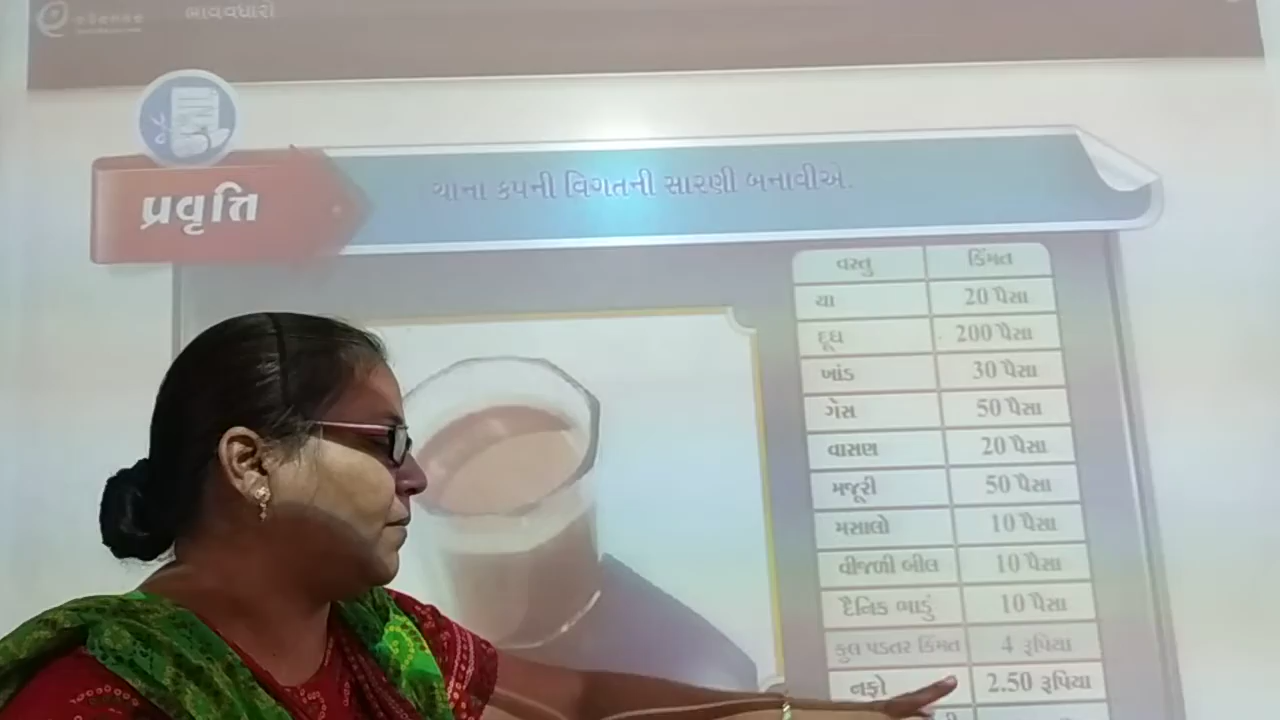 esense
ભાવવધારો
પ્રવૃત્તિ
ચાના કપની વિગતની સારણી બનાવીએ.
વસ્તુ કિંમત
ચા 20 પૈસા
દૂધ 200 પૈસા
ખાંડ 30 પૈસા
ગેસ 50 પૈસા
વાસણ 20 પૈસા
મજૂરી 50 પૈસા
મસાલો 10 પૈસા
વીજળી બીલ 10 પૈસા
દૈનિક ભાડું 10 પૈસા
કુલ પડતર કિંમત 4 રૂપિયા
નફો 2.50 રૂપિયા